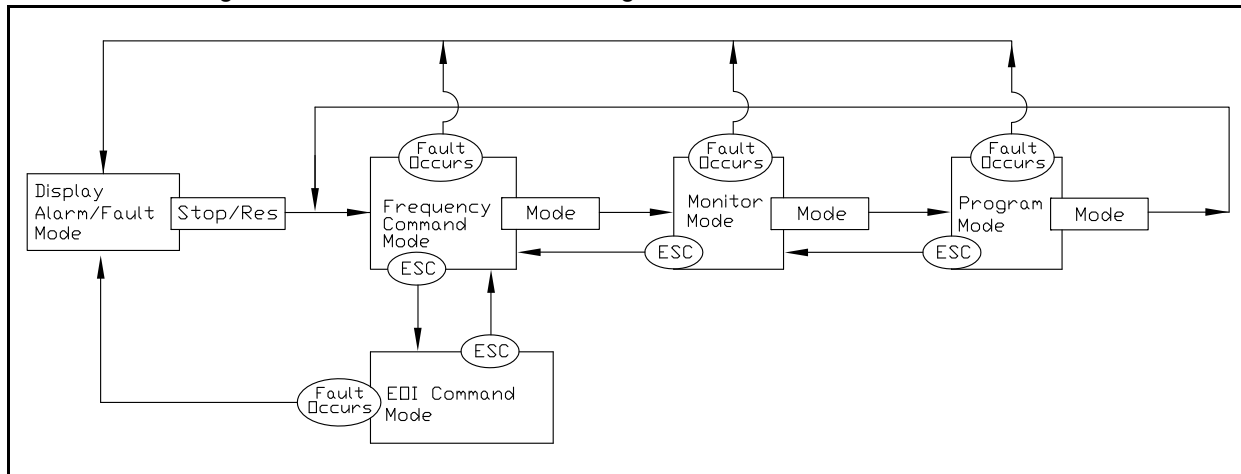 Fault
Occurs
Fault
Occurs
Fault
Occurs
Display
Alarm/Fault
Mode
Stop/Res
Frequency
Command
Mode
Mode
Monitor
Mode
Mode
Program
Mode
Mode
ESC
ESC
ESC
ESC
Fault
Occurs
EOI Command
Mode